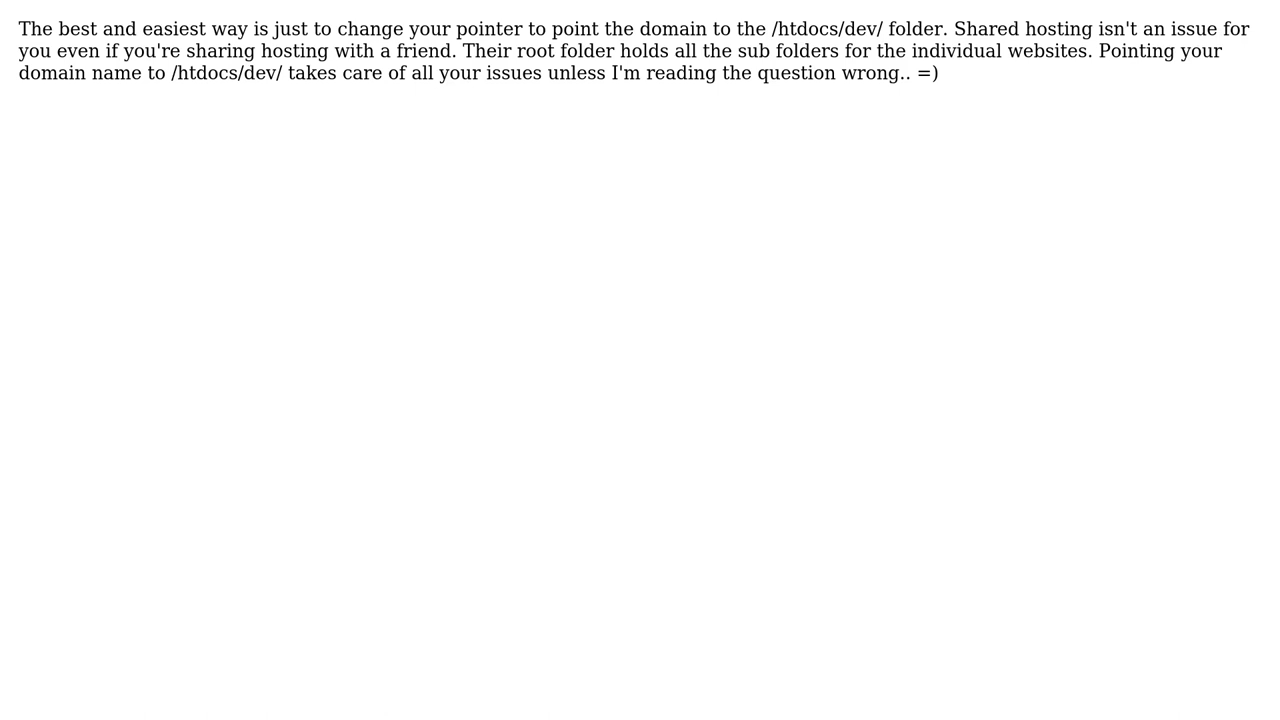 The best and easiest way is just to change your pointer to point the domain to the /htdocs/dev/ folder. Shared hosting isn't an issue for
you even if you're sharing hosting with a friend. Their root folder holds all the sub folders for the individual websites. Pointing your
domain name to /htdocs/dev/ takes care of all your issues unless I'm reading the question wrong.. =)